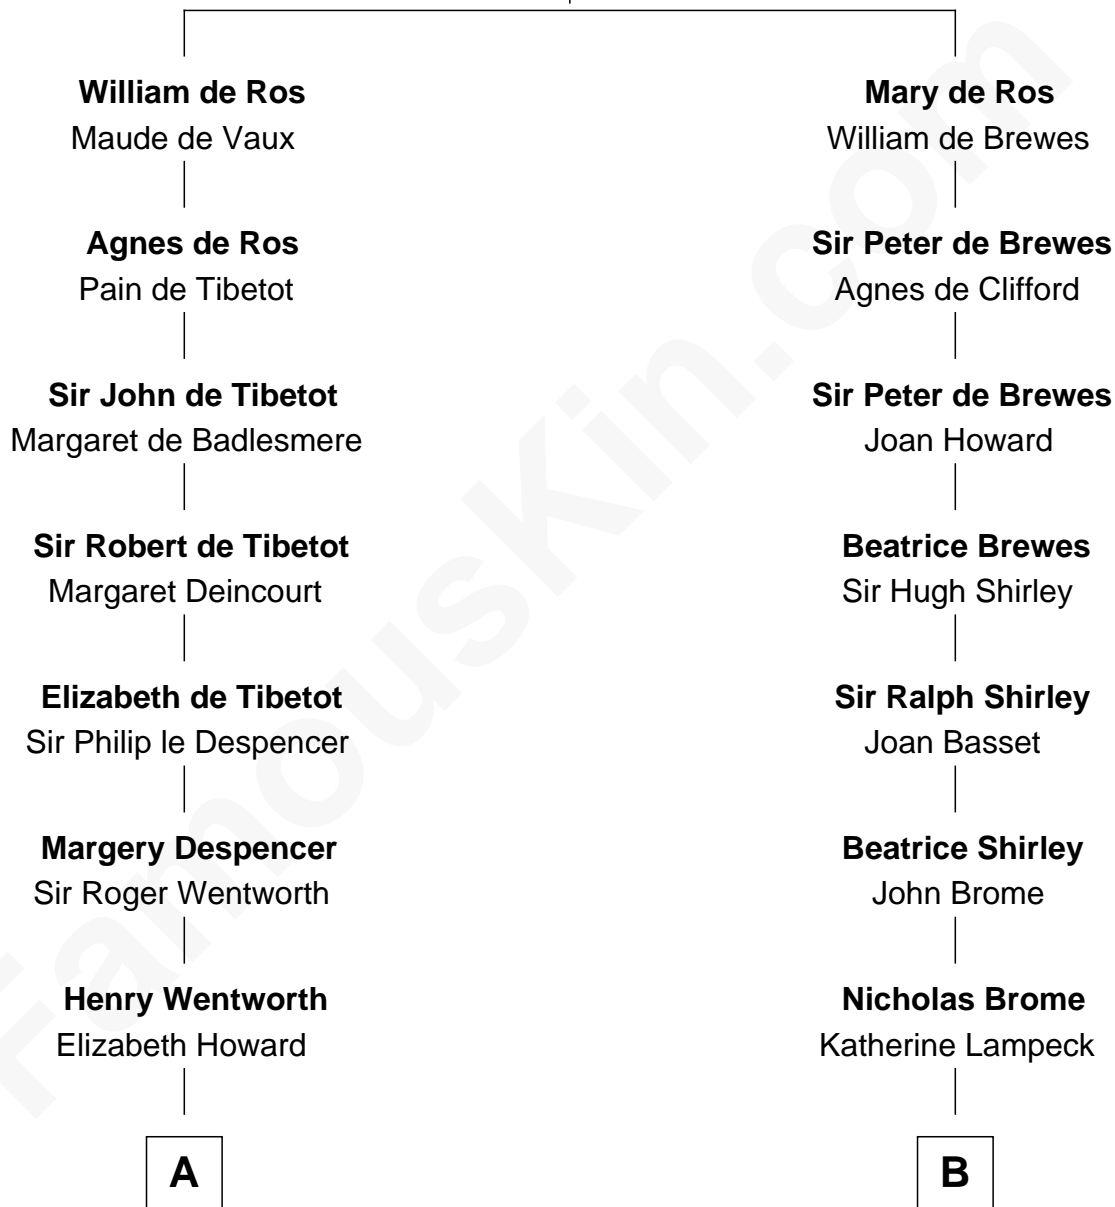 William de Ros
Maude de Vaux
Mary de Ros
William de Brewes
Agnes de Ros
Pain de Tibetot
Sir Peter de Brewes
Agnes de Clifford
Sir John de Tibetot
Margaret de Badlesmere
Sir Peter de Brewes
Joan Howard
Sir Robert de Tibetot
Margaret Deincourt
Beatrice Brewes
Sir Hugh Shirley
Elizabeth de Tibetot
Sir Philip le Despencer
Sir Ralph Shirley
Joan Basset
Margery Despencer
Sir Roger Wentworth
Beatrice Shirley
John Brome
Henry Wentworth
Elizabeth Howard
Nicholas Brome
Katherine Lampeck
A
B
FamousKin.com